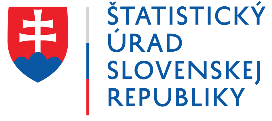 ŠTATISTICKÝ
ÚRAD
SLOVENSKEJ
REPUBLIKY